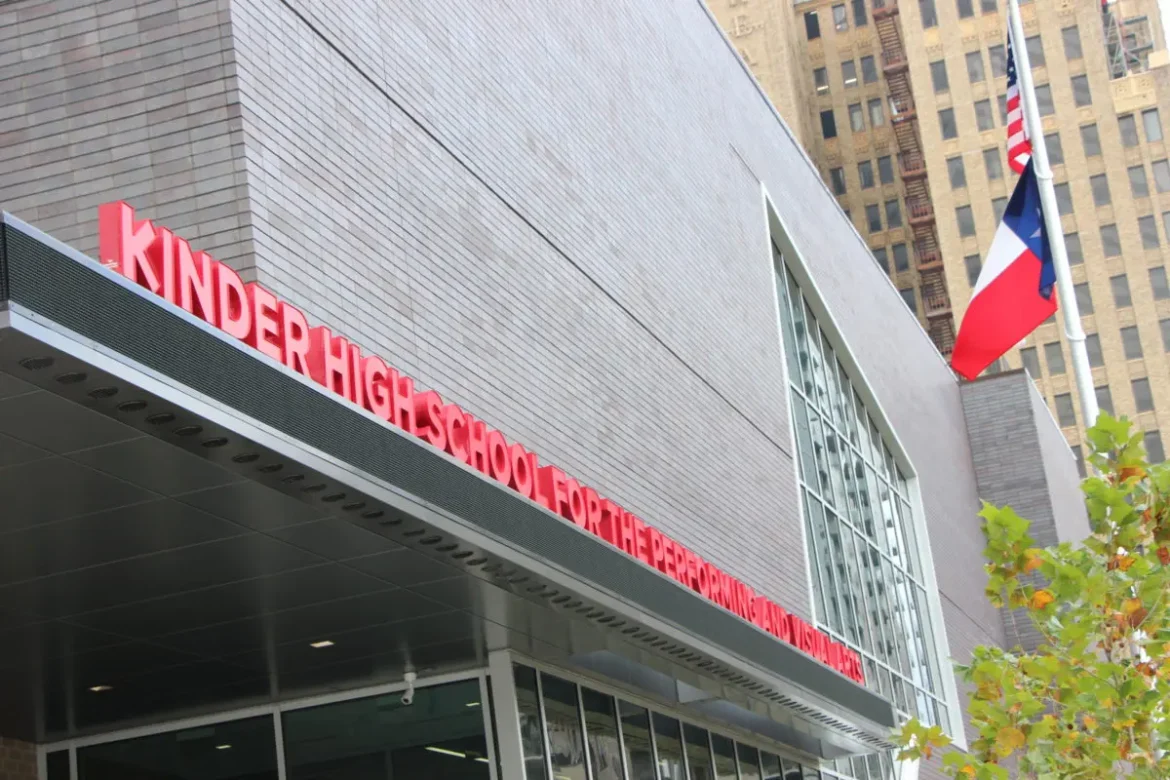 KINDER HIGH SCHOOL FOR THE PERFORMING AND VISUAL ARTS